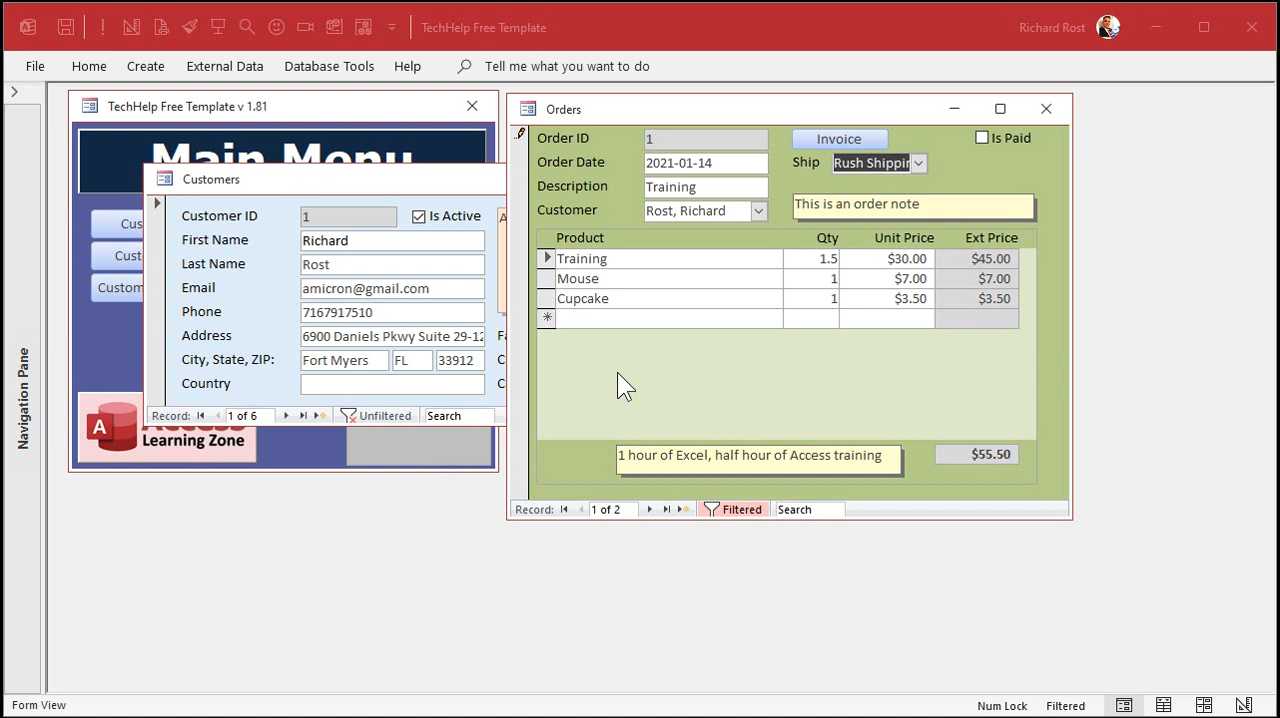 TechHelp Free Template
Richard Rost
File Home Create External Data Database Tools Help Tell me what you want to do
TechHelp Free Template v 1.81
Main Menu
Cus
Custo
Custom
A
Learning Zone
Customers
Customer ID 1 Is Active
A
First Name Richard
Last Name Rost
Email amicron@gmail.com
Phone 7167917510
Address 6900 Daniels Pkwy Suite 29-12 Fa
City, State, ZIP: Fort Myers FL 33912 C
Country C
Record: 1 of 6 Unfiltered Search
Orders
Order ID 1 Invoice Is Paid
Order Date 2021-01-14 Ship Rush Shippin
Description Training
Customer Rost, Richard This is an order note
Product Qty Unit Price Ext Price
Training 1.5 $30.00 $45.00
Mouse 1 $7.00 $7.00
Cupcake 1 $3.50 $3.50
*
1 hour of Excel, half hour of Access training $55.50
Record: 1 of 2 Filtered Search
Navigation Pane
Form View Num Lock Filtered